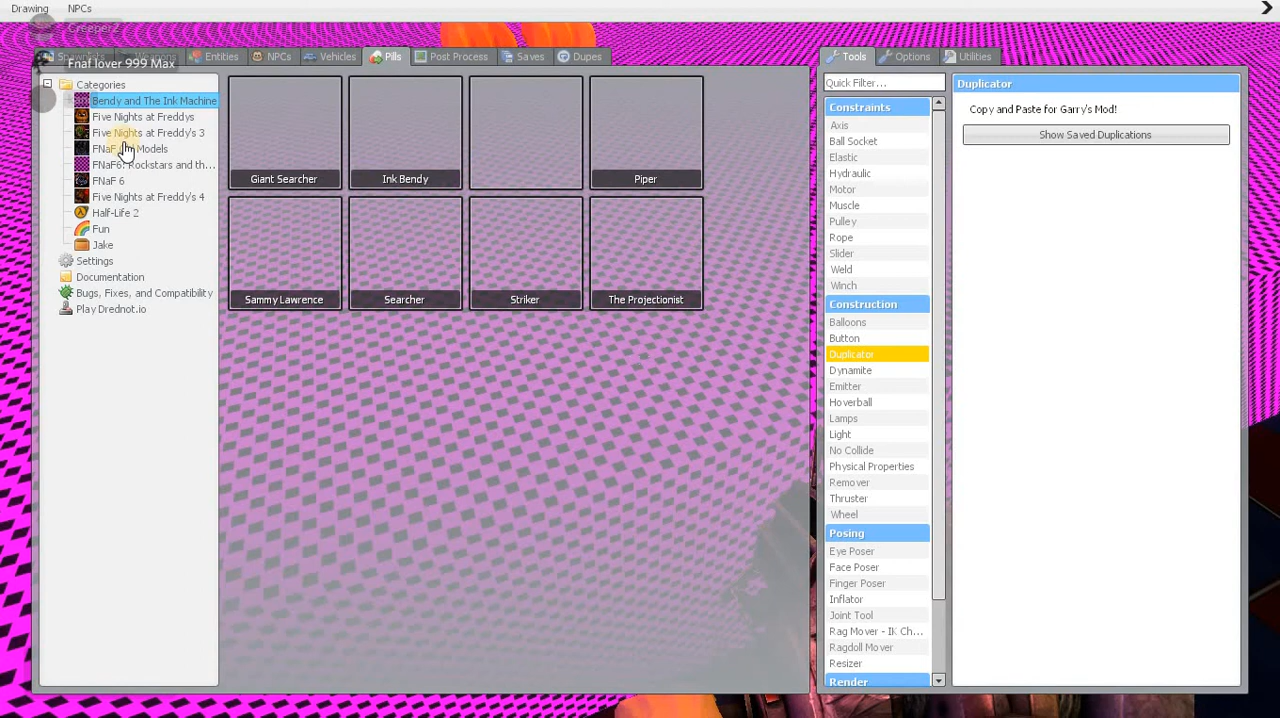 Drawing NPCs
Creeper2
Entities NPCs Vehicles Pills Post Process Saves Dupes
Tools Options Utilities
Fnaf lover 999 Max
Categories
Bendy and The Ink Machine
Five Nights at Freddys
Five Nights at Freddy's 3
FNaF Models
FNaF6: Rockstars and th...
FNaF 6
Five Nights at Freddy's 4
Half-Life 2
Fun
Jake
Settings
Documentation
Bugs, Fixes, and Compatibility
Play Drednot.io
Giant Searcher
Ink Bendy
Piper
Sammy Lawrence
Searcher
Striker
The Projectionist
Quick Filter...
Constraints
Axis
Ball Socket
Elastic
Hydraulic
Motor
Muscle
Pulley
Rope
Slider
Weld
Winch
Construction
Balloons
Button
Duplicator
Dynamite
Emitter
Hoverball
Lamps
Light
No Collide
Physical Properties
Remover
Thruster
Wheel
Posing
Eye Poser
Face Poser
Finger Poser
Inflator
Joint Tool
Rag Mover - IK Ch...
Ragdoll Mover
Resizer
Render
Duplicator
Copy and Paste for Garry's Mod!
Show Saved Duplications